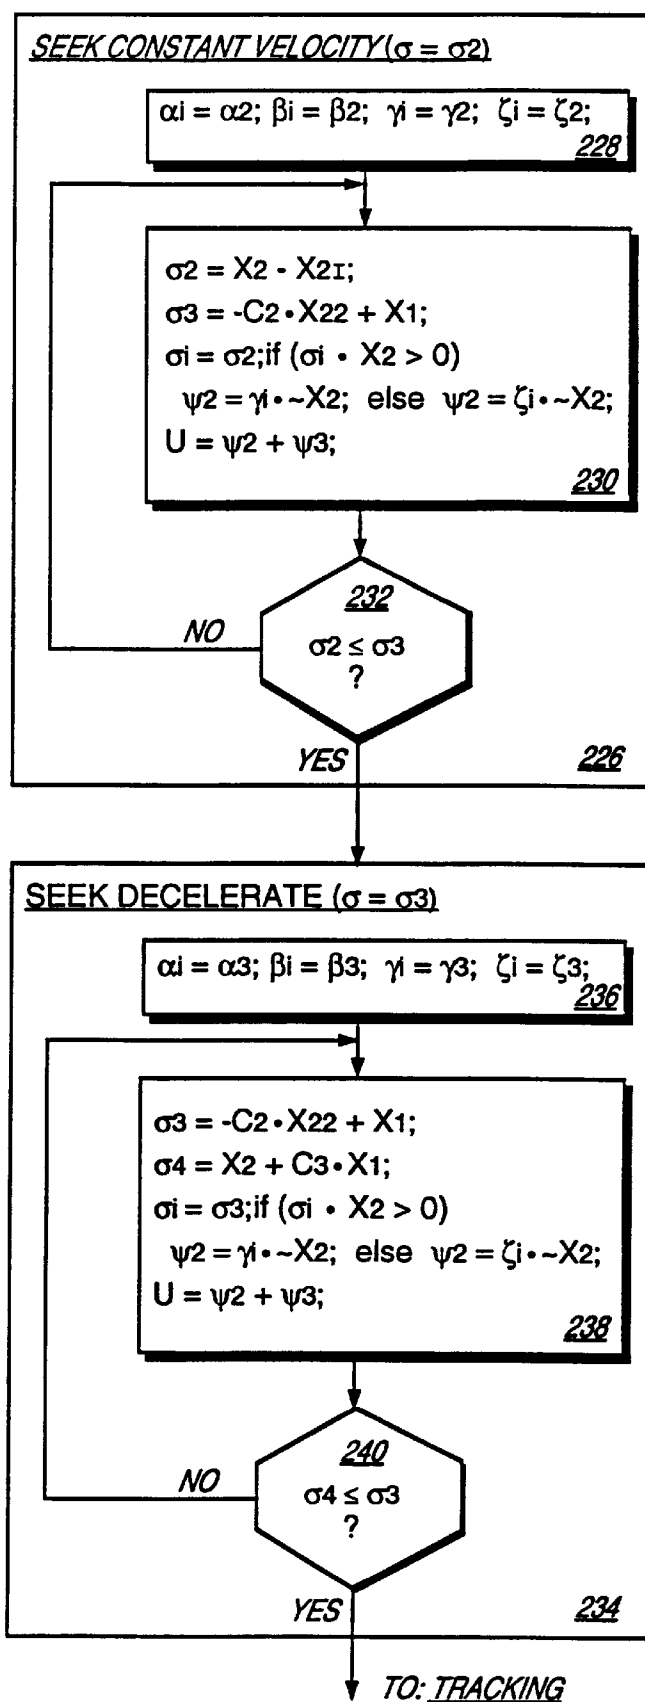 SEEK CONSTANT VELOCITY (σ = σ2)
αi = α2; βi = β2; γi = γ2; ζi = ζ2;
228
σ2 = X2 - X2I;
σ3 = -C2•X22 + X1;
σi = σ2;if (σi • X2 > 0)
ψ2 = γi•~X2; else ψ2 = ζi•~X2;
U = ψ2 + ψ3;
230
232
NO
σ2 ≤ σ3
?
YES
226
SEEK DECELERATE (σ = σ3)
αi = α3; βi = β3; γi = γ3; ζi = ζ3;
236
σ3 = -C2•X22 + X1;
σ4 = X2 + C3•X1;
σi = σ3;if (σi • X2 > 0)
ψ2 = γi•~X2; else ψ2 = ζi•~X2;
U = ψ2 + ψ3;
238
240
NO
σ4 ≤ σ3
?
YES
234
TO: TRACKING